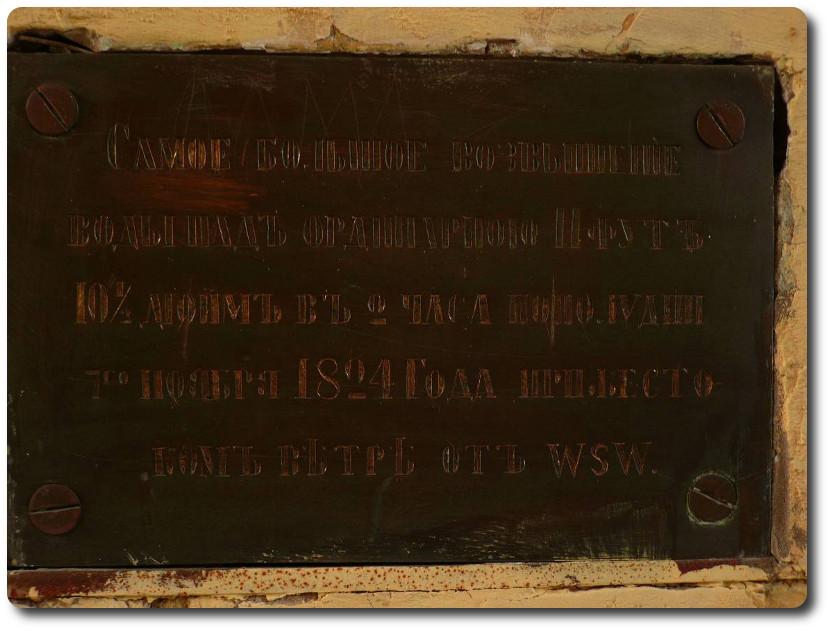 Самое большое возвышеніе
воды надъ ординарною 11 футъ
10½ дюймъ въ 2 часа пополудни
7го ноября 1824 Года при жесто
комъ вѣтрѣ отъ WSW.